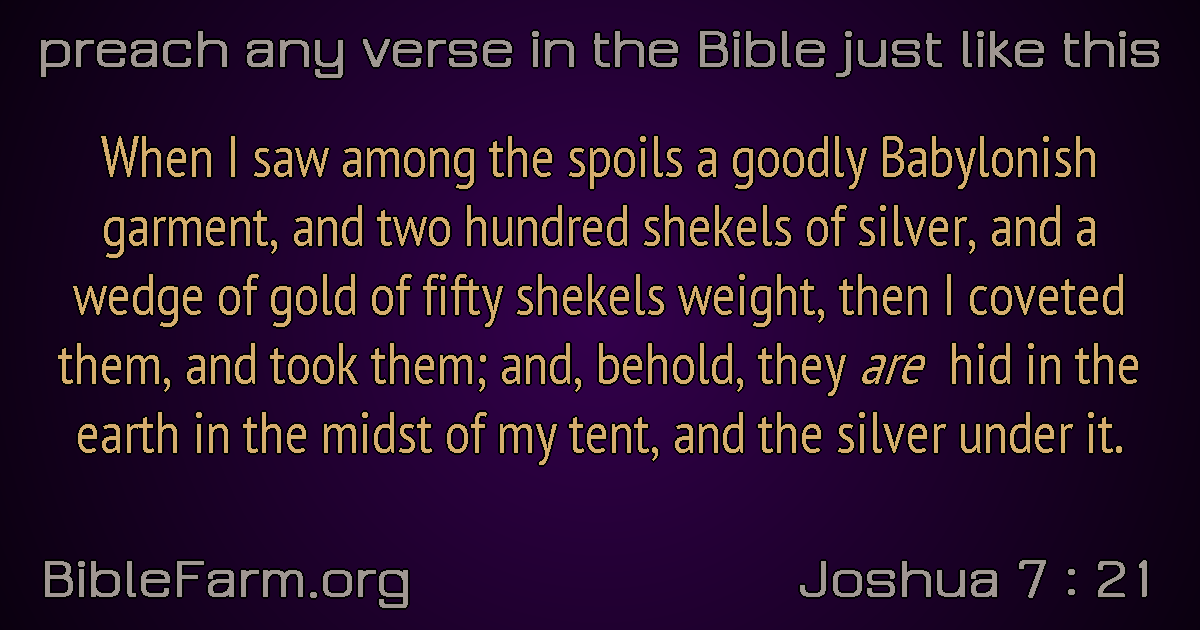 preach any verse in the Bible just like this
When I saw among the spoils a goodly Babylonish
garment, and two hundred shekels of silver, and a
wedge of gold of fifty shekels weight, then I coveted
them, and took them; and, behold, they are hid in the
earth in the midst of my tent, and the silver under it.
BibleFarm.org
Joshua 7 : 21